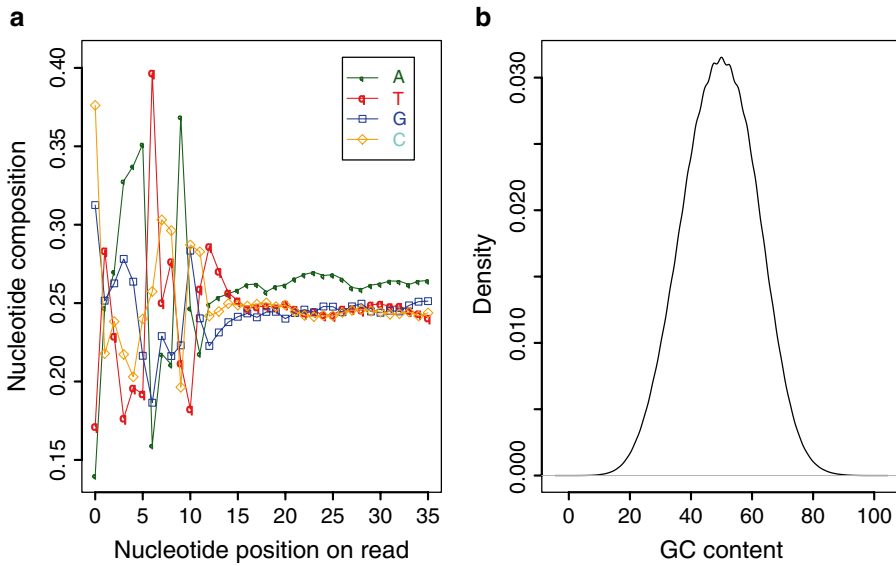 a
Nucleotide composition
0.40
0.35
0.30
0.25
0.20
0.15
A
T
G
C
0 5 10 15 20 25 30 35
Nucleotide position on read
b
Density
0.030
0.020
0.010
0.000
0 20 40 60 80 100
GC content